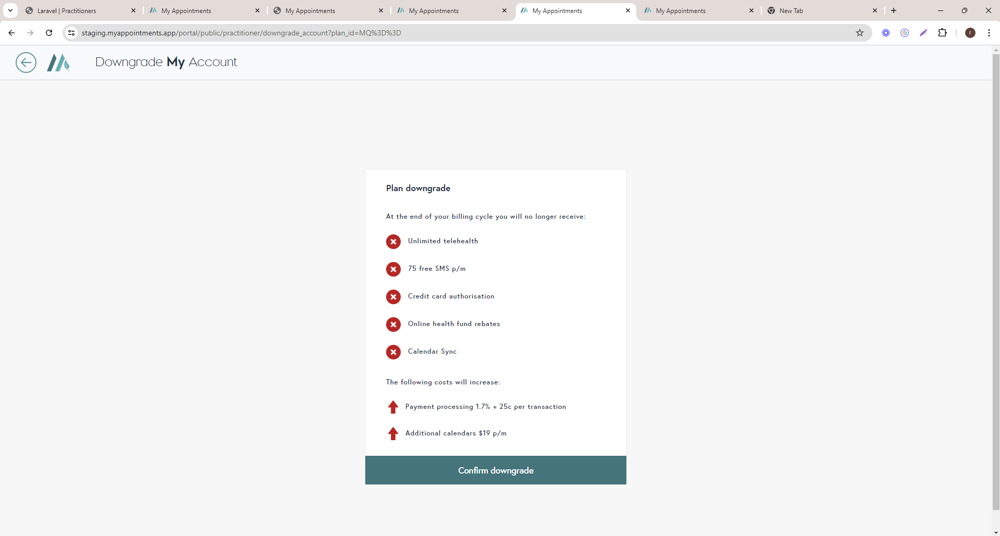 Laravel | Practitioners
My Appointments
My Appointments
My Appointments
My Appointments
My Appointments
New Tab
staging.myappointments.app/portal/public/practitioner/downgrade_account?plan_id=MQ%3D%3D
r
Downgrade My Account
Plan downgrade
At the end of your billing cycle you will no longer receive:
Unlimited telehealth
75 free SMS p/m
Credit card authorisation
Online health fund rebates
Calendar Sync
The following costs will increase:
Payment processing 1.7% + 25c per transaction
Additional calendars $19 p/m
Confirm downgrade